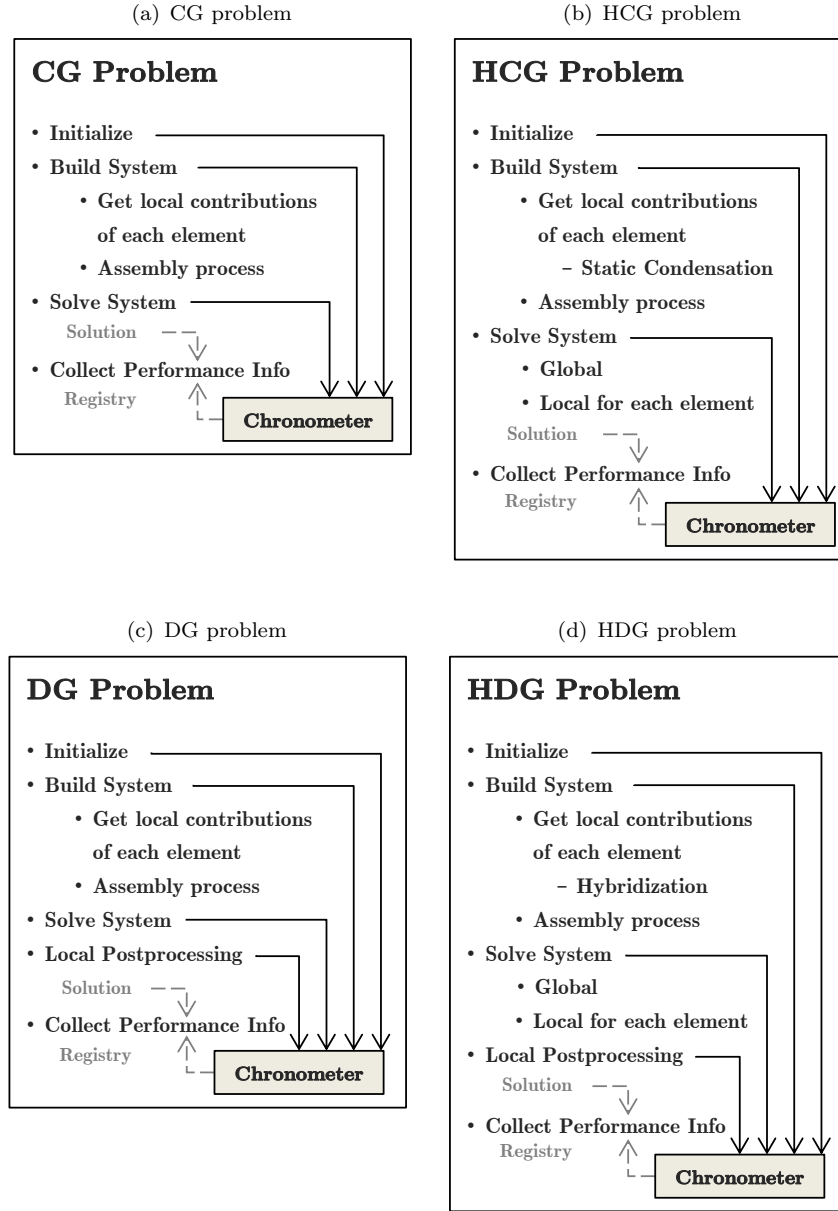 (a) CG problem
CG Problem
• Initialize
• Build System
• Get local contributions
of each element
• Assembly process
• Solve System
Solution
• Collect Performance Info
Registry
Chronometer
(b) HCG problem
HCG Problem
• Initialize
• Build System
• Get local contributions
of each element
– Static Condensation
• Assembly process
• Solve System
• Global
• Local for each element
Solution
• Collect Performance Info
Registry
Chronometer
(c) DG problem
DG Problem
• Initialize
• Build System
• Get local contributions
of each element
• Assembly process
• Solve System
• Local Postprocessing
Solution
• Collect Performance Info
Registry
Chronometer
(d) HDG problem
HDG Problem
• Initialize
• Build System
• Get local contributions
of each element
– Hybridization
• Assembly process
• Solve System
• Global
• Local for each element
• Local Postprocessing
Solution
• Collect Performance Info
Registry
Chronometer